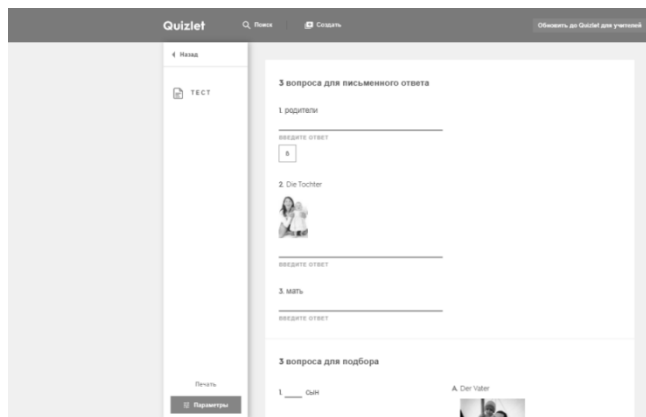 Quizlet
Поиск
Создать
Обновить до Quizlet для учителей
Назад
ТЕСТ
3 вопроса для письменного ответа
1. родители
ВВЕДИТЕ ОТВЕТ
2. Die Tochter
ВВЕДИТЕ ОТВЕТ
3. мать
ВВЕДИТЕ ОТВЕТ
3 вопроса для подбора
1. ____ сын
A. Der Vater
Печать
Параметры